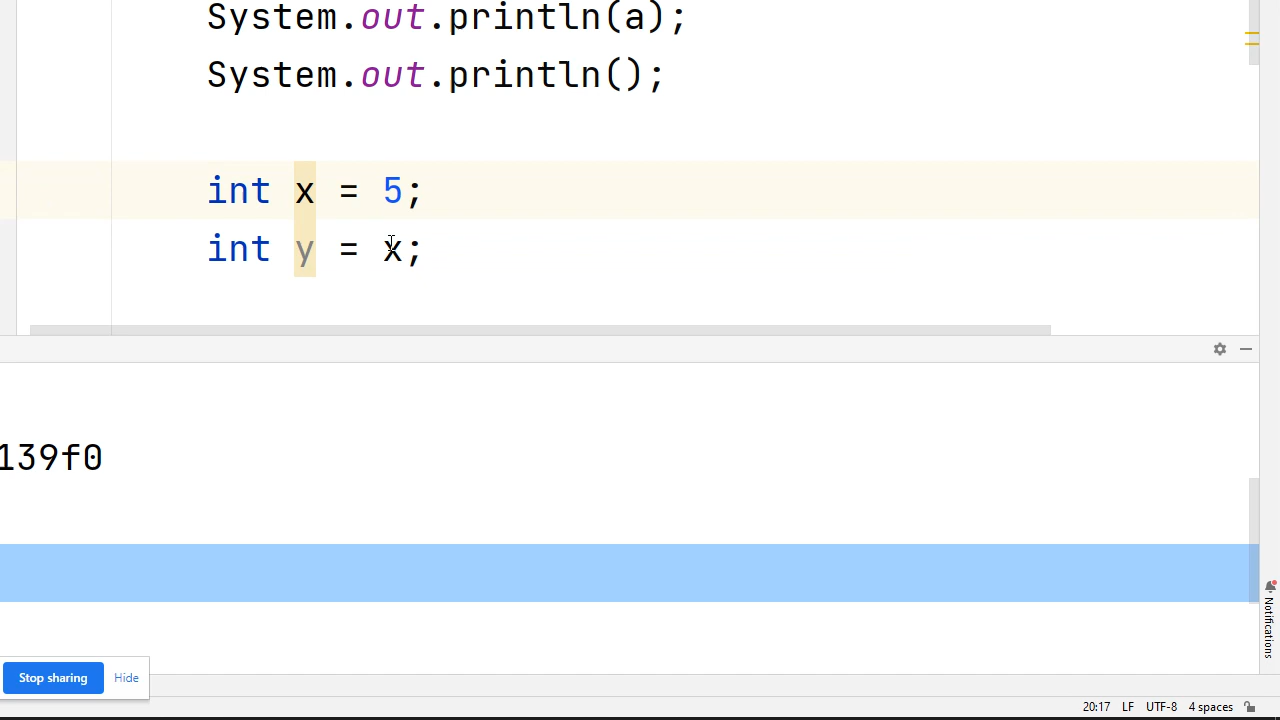 System.out.println(a);
System.out.println();
int x = 5;
int y = x;
139f0
Notifications
Stop sharing Hide
20:17 LF UTF-8 4 spaces